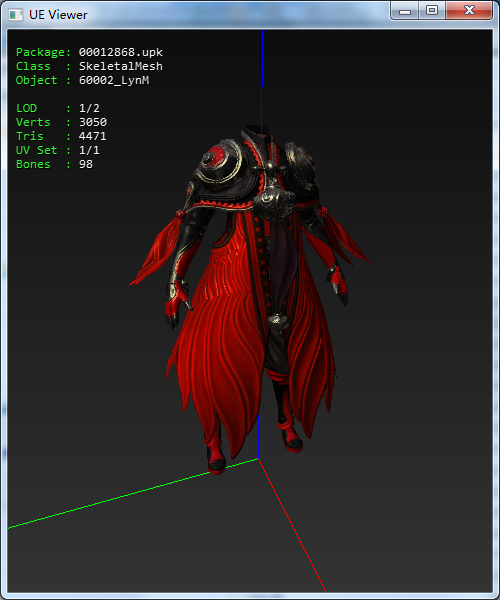 UE Viewer
Package: 00012868.upk
Class  : SkeletalMesh
Object : 60002_LynM
LOD    : 1/2
Verts  : 3050
Tris   : 4471
UV Set : 1/1
Bones  : 98